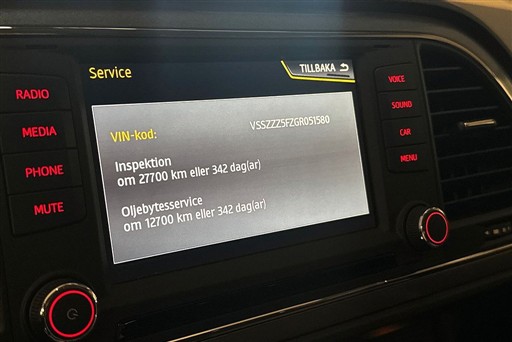 Service
TILLBAKA
RADIO
MEDIA
PHONE
MUTE
VIN-kod: VSSZZZ5FZGR051580
Inspektion
om 27700 km eller 342 dag(ar)
Oljebytesservice
om 12700 km eller 342 dag(ar)
VOICE
SOUND
CAR
MENU